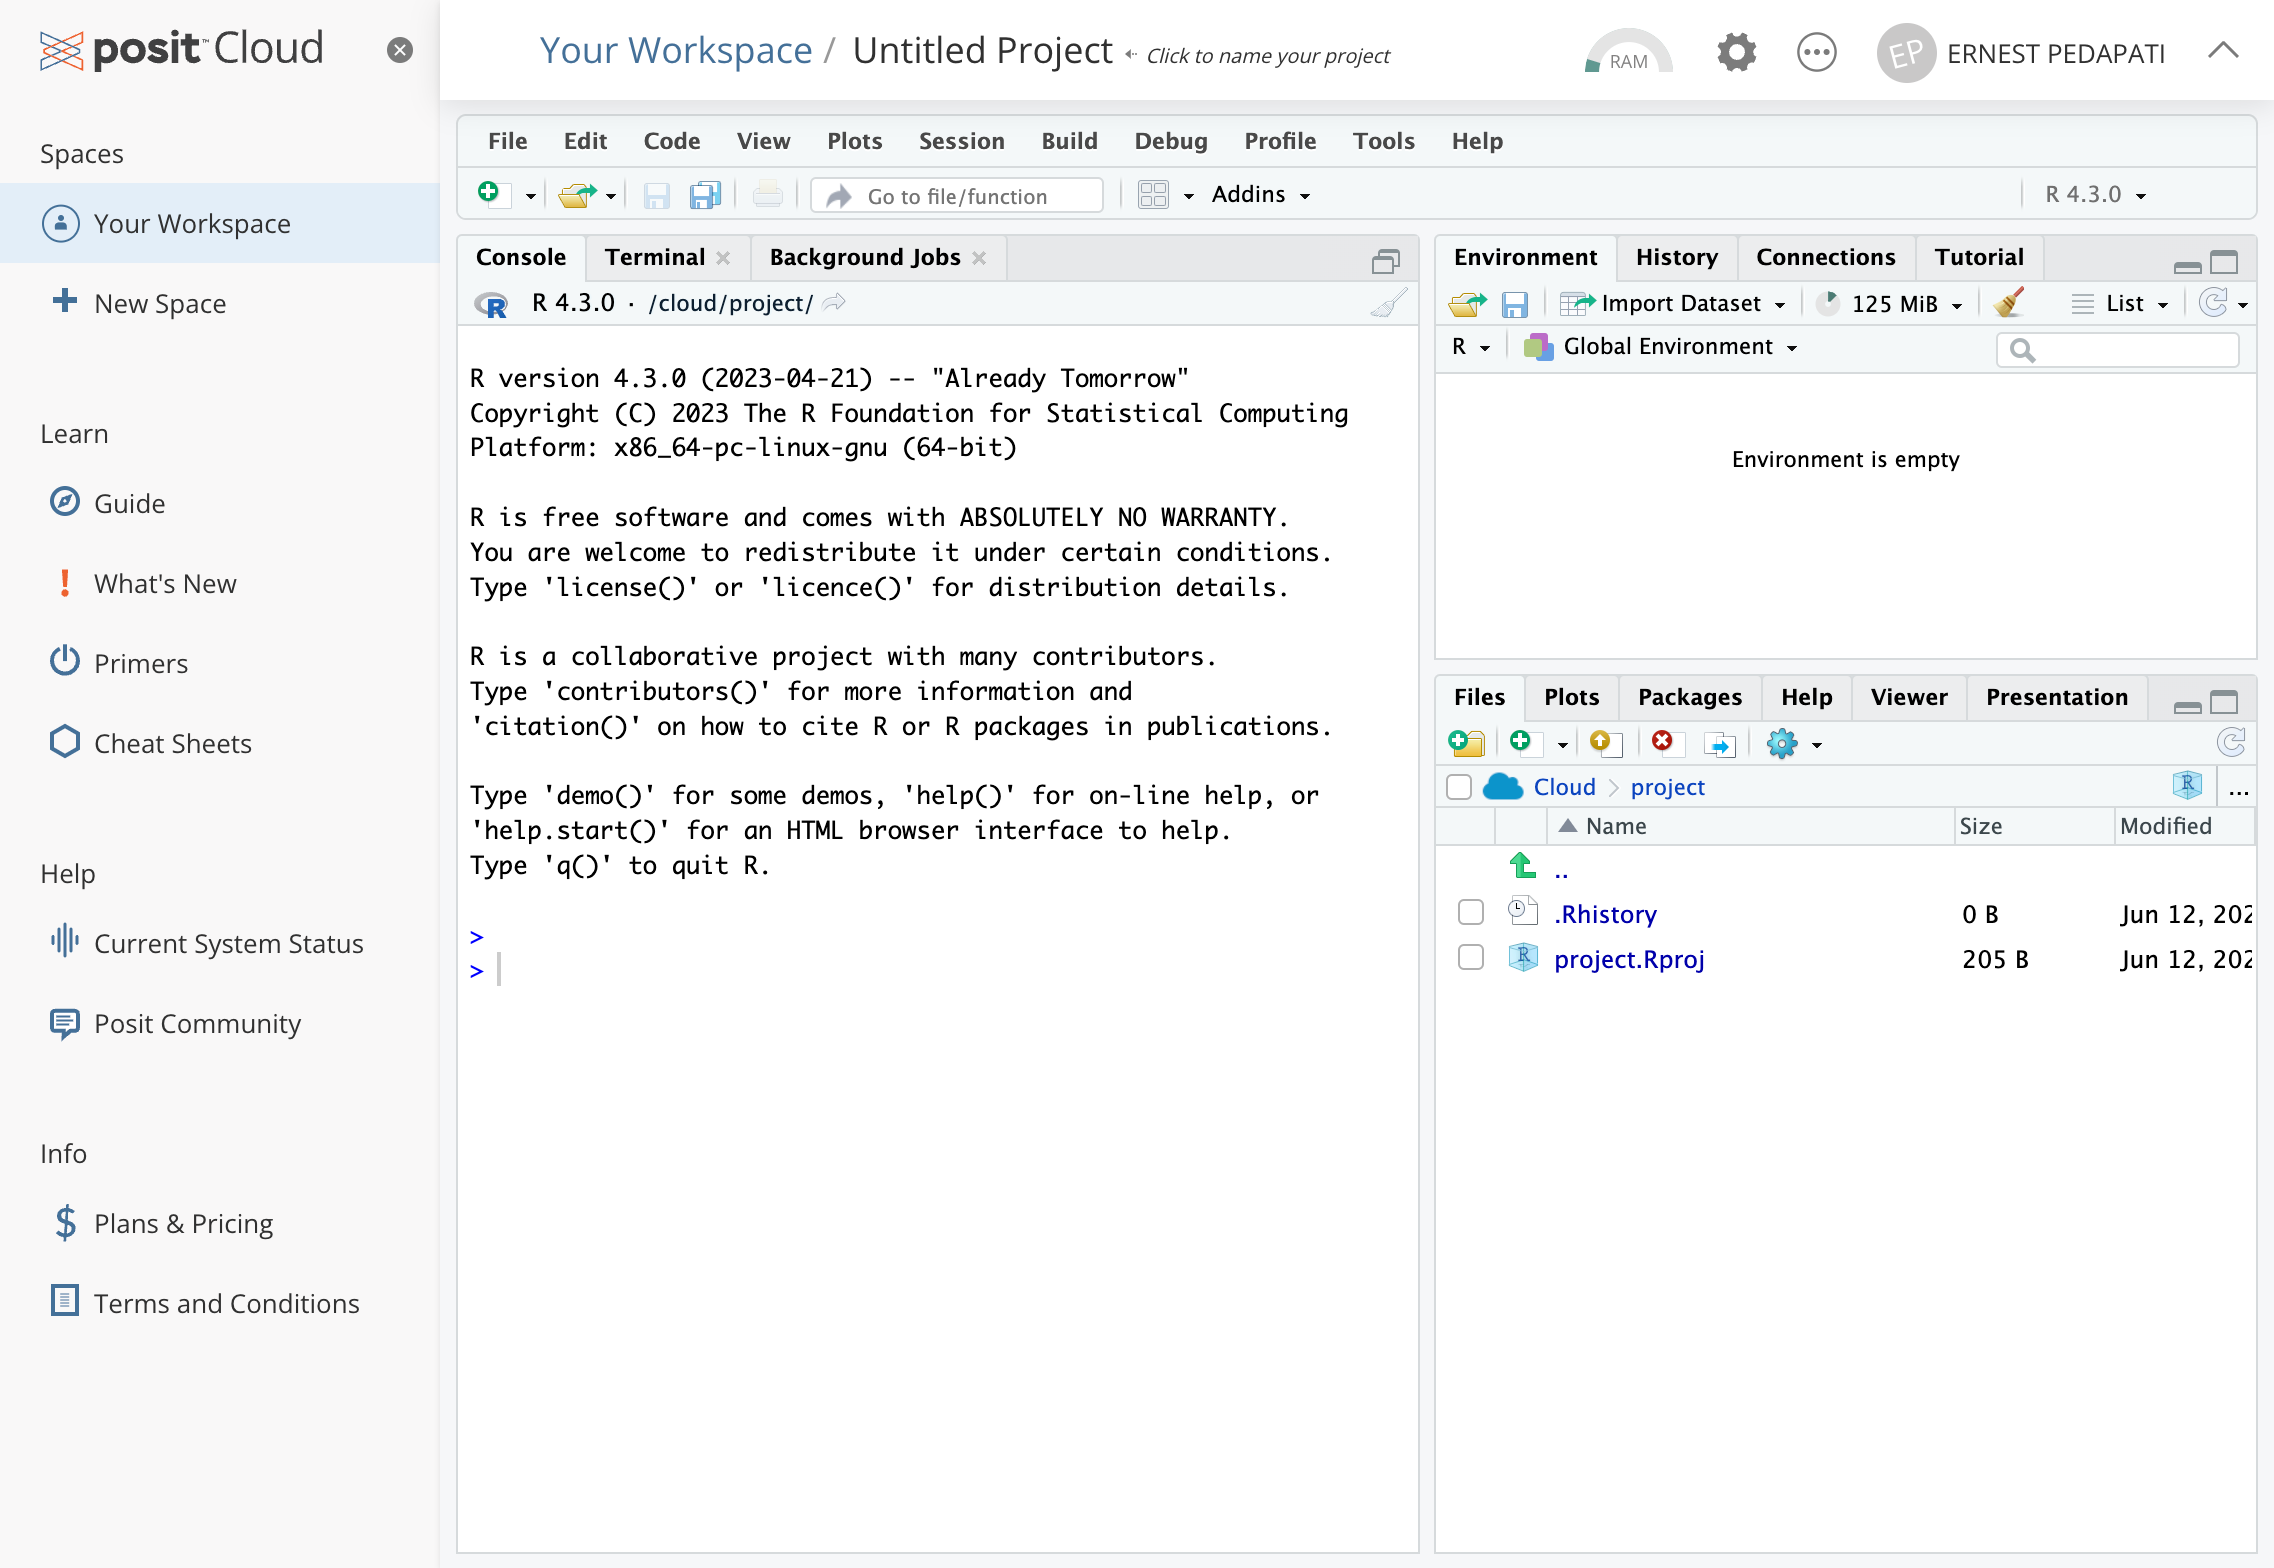 posit™ Cloud
Spaces
Your Workspace
New Space
Learn
Guide
What's New
Primers
Cheat Sheets
Help
Current System Status
Posit Community
Info
Plans & Pricing
Terms and Conditions
Your Workspace / Untitled Project Click to name your project
RAM
EP ERNEST PEDAPATI
File Edit Code View Plots Session Build Debug Profile Tools Help
Go to file/function Addins R 4.3.0
Console Terminal Background Jobs
R 4.3.0 · /cloud/project/
R version 4.3.0 (2023-04-21) -- "Already Tomorrow"
Copyright (C) 2023 The R Foundation for Statistical Computing
Platform: x86_64-pc-linux-gnu (64-bit)
R is free software and comes with ABSOLUTELY NO WARRANTY.
You are welcome to redistribute it under certain conditions.
Type 'license()' or 'licence()' for distribution details.
R is a collaborative project with many contributors.
Type 'contributors()' for more information and
'citation()' on how to cite R or R packages in publications.
Type 'demo()' for some demos, 'help()' for on-line help, or
'help.start()' for an HTML browser interface to help.
Type 'q()' to quit R.
>
>
Environment History Connections Tutorial
Import Dataset 125 MiB List
R Global Environment
Environment is empty
Files Plots Packages Help Viewer Presentation
Cloud > project R ...
Name Size Modified
..
.Rhistory 0 B Jun 12, 202
project.Rproj 205 B Jun 12, 202